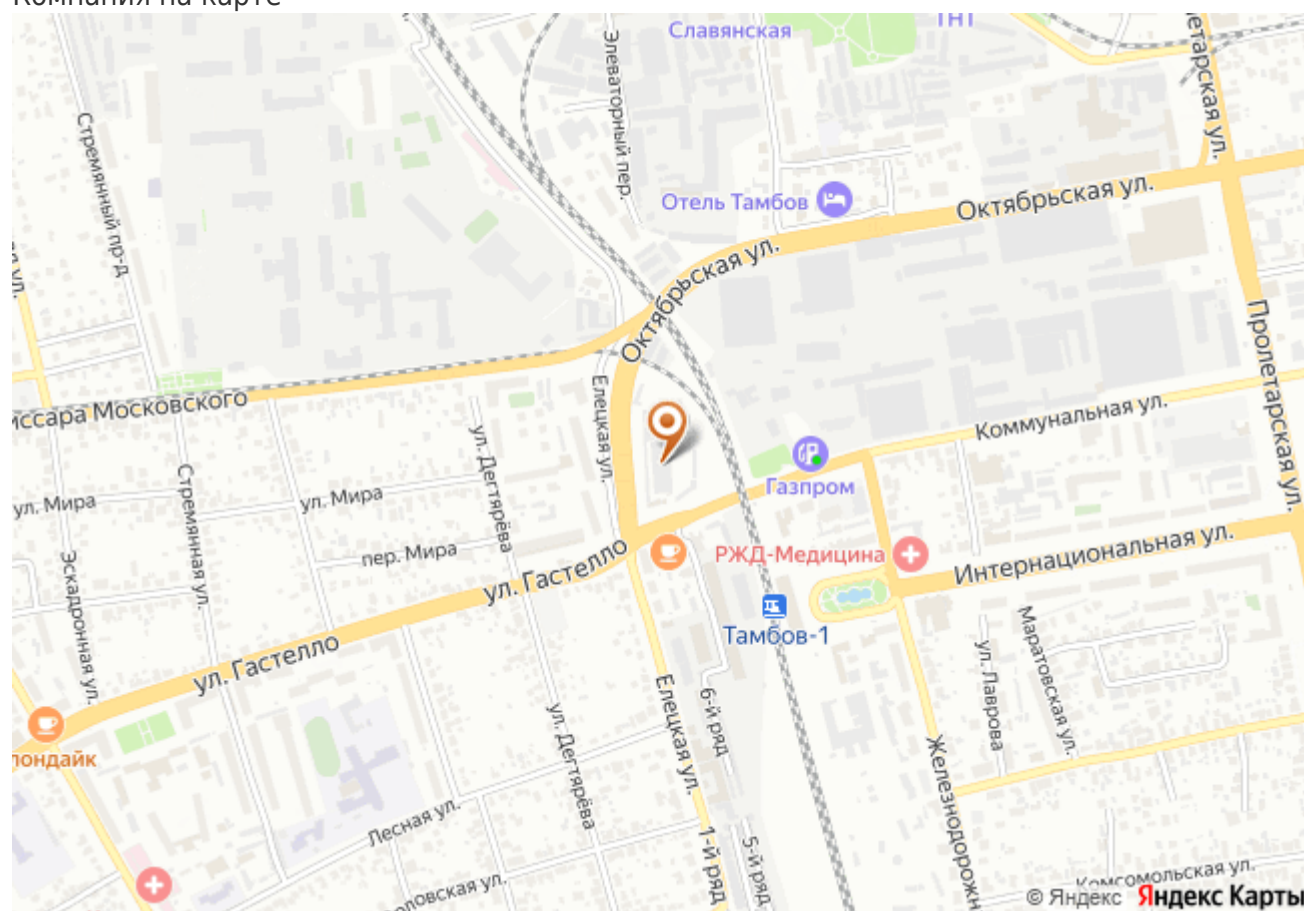 Компания на карте
Славянская
ТНТ
Элеваторный пер.
Пролетарская ул.
Стремянный пр-д
Отель Тамбов
Октябрьская ул.
Октябрьская ул.
Пролетарская ул.
Елецкая ул.
Коммунальная ул.
ул. Дегтярёва
Газпром
ул. Мира
ул. Мира
Стремянная ул.
пер. Мира
ул. Гастелло
РЖД-Медицина
Интернациональная ул.
Эскадронная ул.
Тамбов-1
Маратовская ул.
ул. Лаврова
ул. Гастелло
Елецкая ул.
6-й ряд
ул. Дегтярёва
Лесная ул.
1-й ряд
5-й ряд
Комсомольская ул.
© Яндекс Яндекс Карты